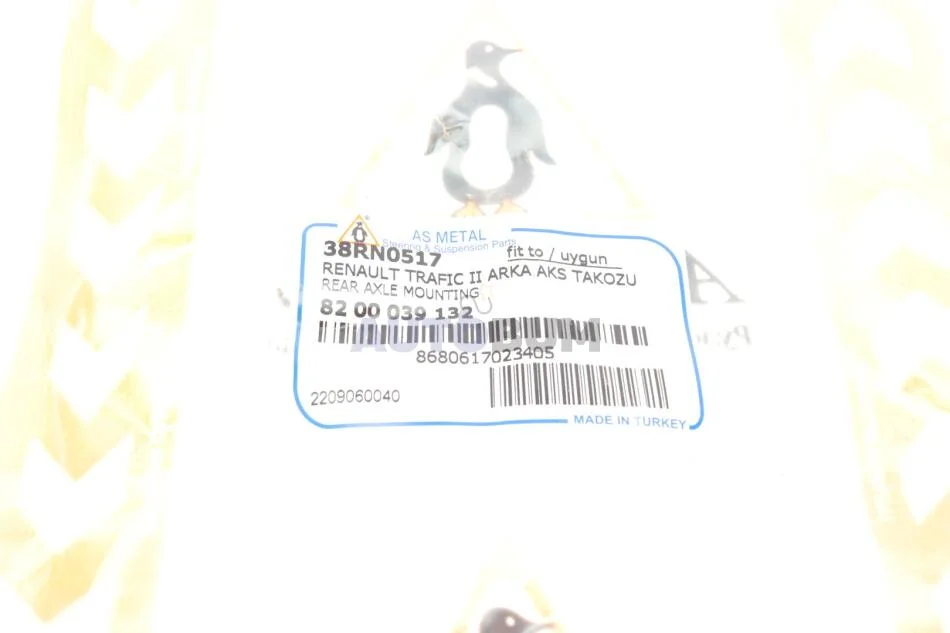 AS METAL
Steering & Suspension Parts
38RN0517 fit to / uygun
RENAULT TRAFIC II ARKA AKS TAKOZU
REAR AXLE MOUNTING
82 00 039 132
AUTODOM
8680617023405
2209060040
MADE IN TURKEY